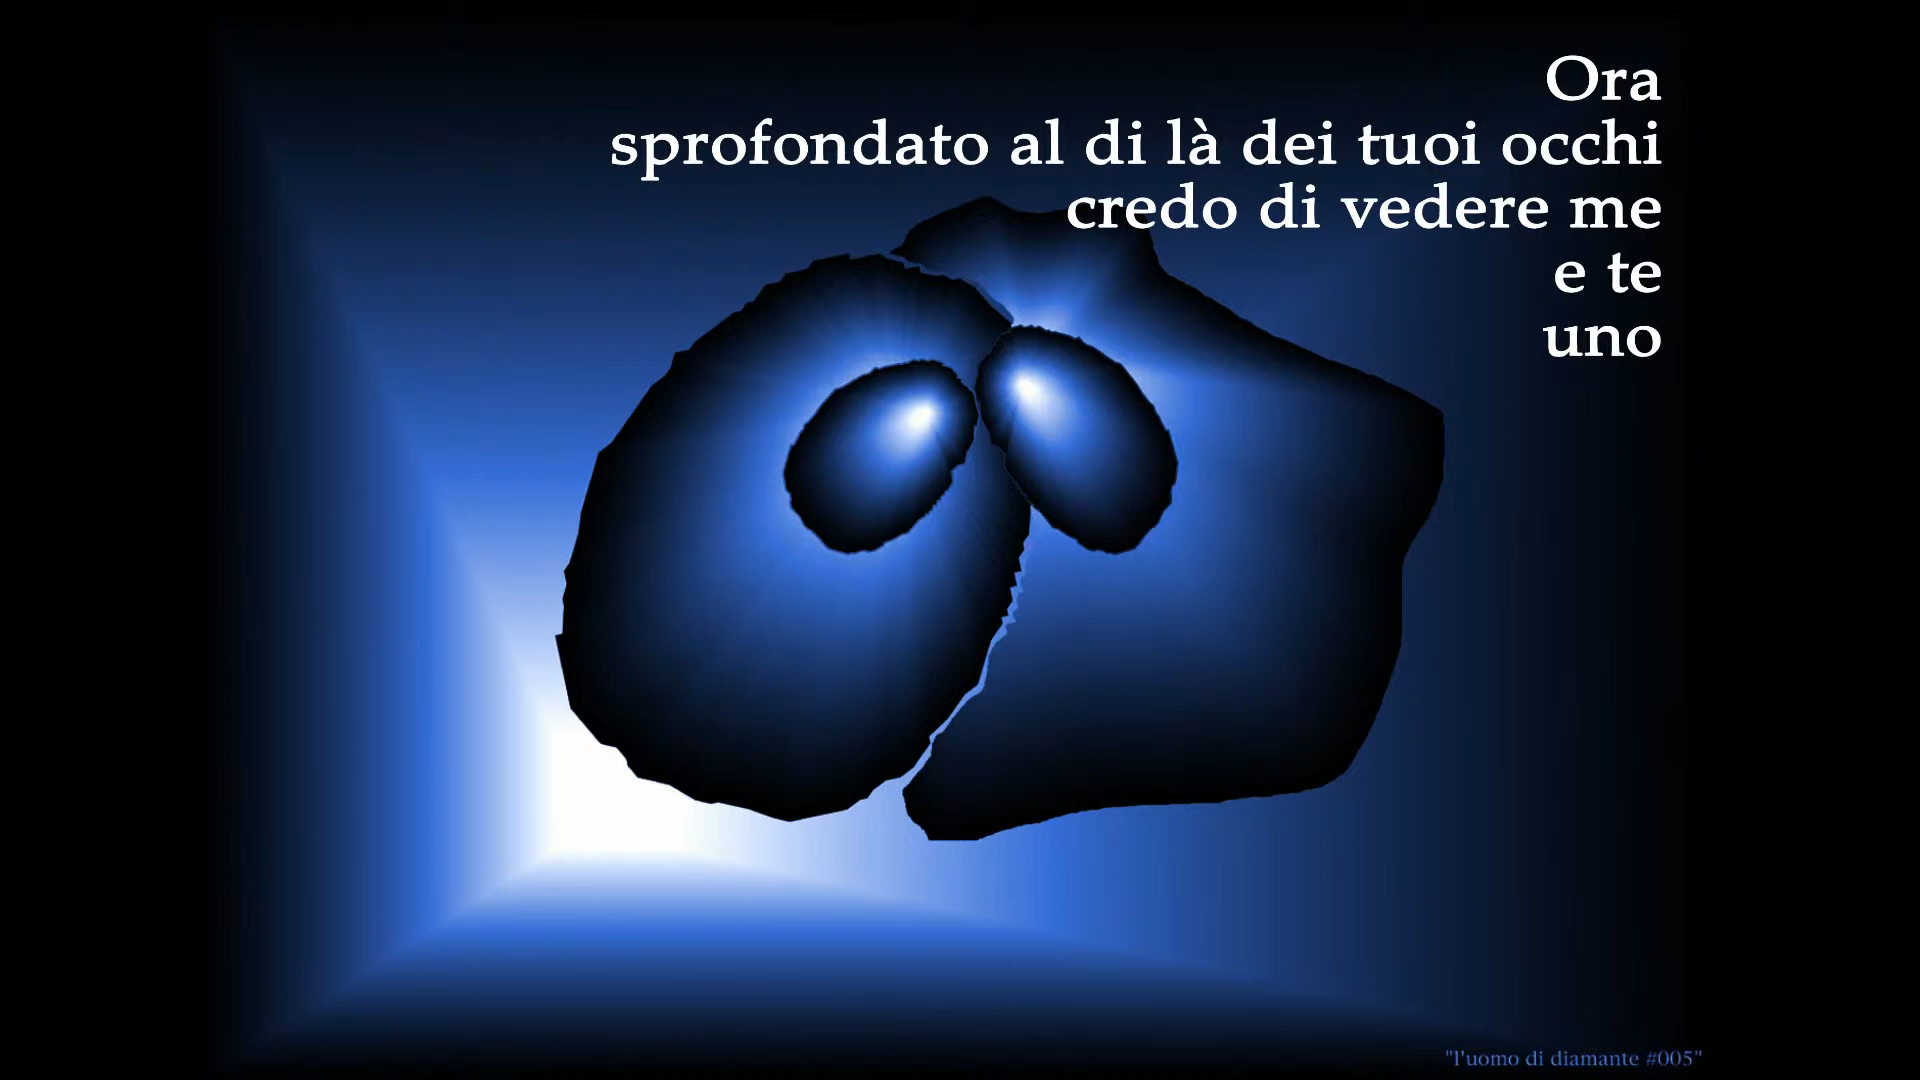 Ora
sprofondato al di là dei tuoi occhi
credo di vedere me
e te
uno
"l'uomo di diamante #005"